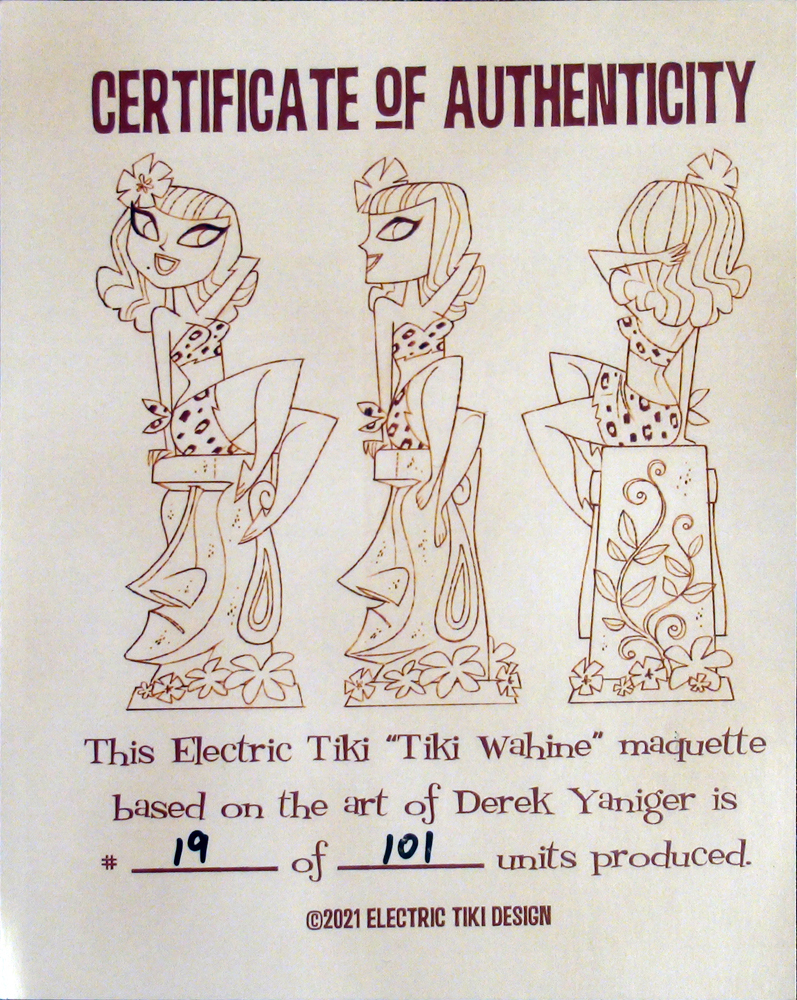 CERTIFICATE OF AUTHENTICITY
This Electric Tiki “Tiki Wahine” maquette
based on the art of Derek Yaniger is
# 19 of 101 units produced.
©2021 ELECTRIC TIKI DESIGN